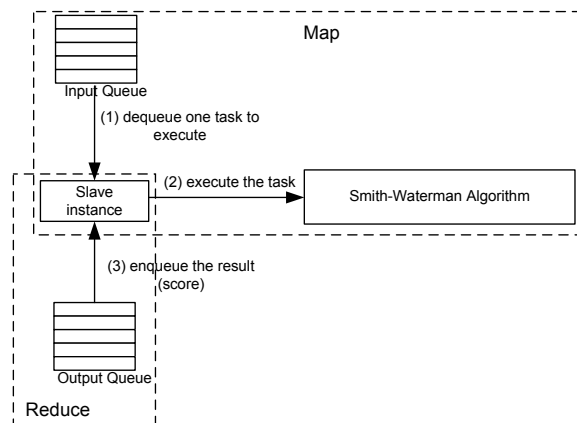 Map
Input Queue
(1) dequeue one task to
execute
Slave
instance
(2) execute the task
Smith-Waterman Algorithm
(3) enqueue the result
(score)
Output Queue
Reduce